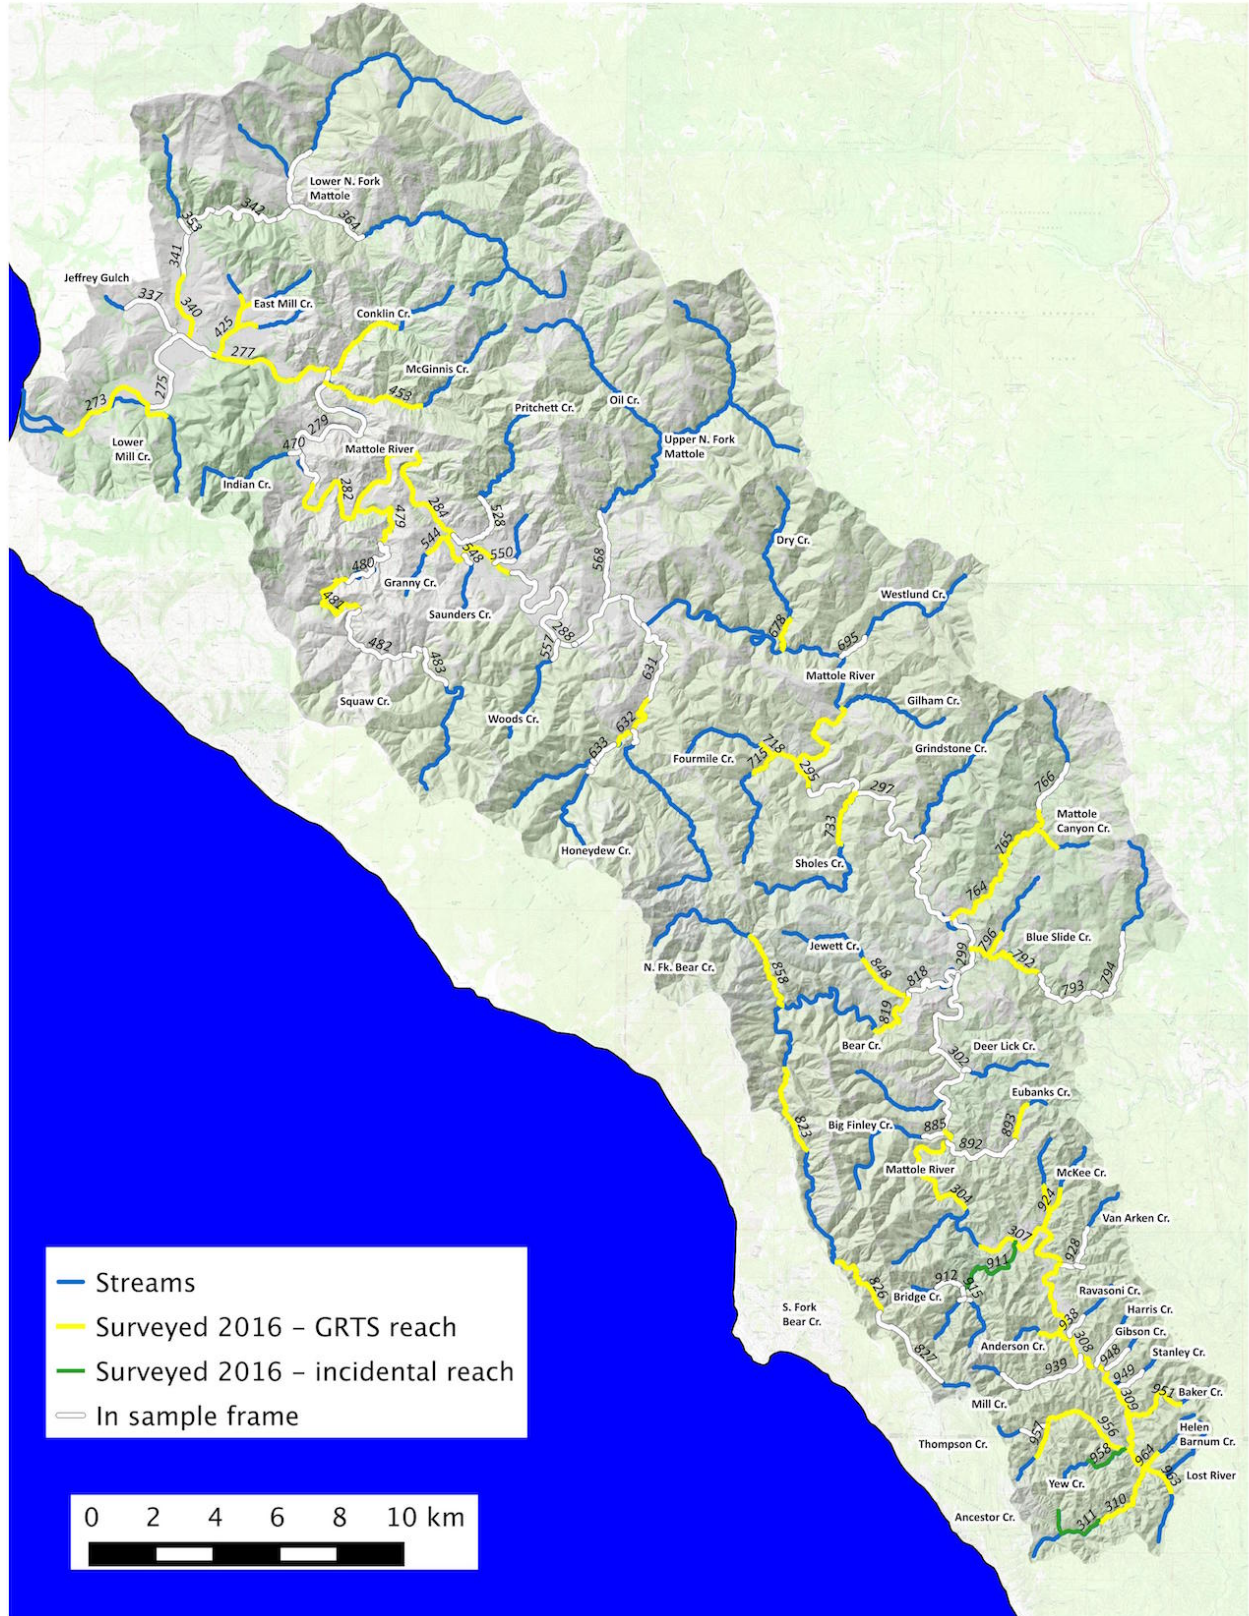 Lower N. Fork
Mattole
342
364
353
341
Jeffrey Gulch
337
340
East Mill Cr.
425
Conklin Cr.
277
275
McGinnis Cr.
453
273
Pritchett Cr.
Oil Cr.
279
Lower
Mill Cr.
470
Mattole River
Upper N. Fork
Mattole
Indian Cr.
282
284
479
528
544
548
550
568
Dry Cr.
480
Granny Cr.
Westlund Cr.
481
Saunders Cr.
288
678
695
482
483
557
631
Mattole River
Squaw Cr.
Gilham Cr.
Woods Cr.
632
633
718
715
Fourmile Cr.
Grindstone Cr.
295
297
766
Mattole
Canyon Cr.
733
765
Honeydew Cr.
Sholes Cr.
764
796
Blue Slide Cr.
Jewett Cr.
299
792
N. Fk. Bear Cr.
858
848
818
793
794
819
Bear Cr.
302
Deer Lick Cr.
Eubanks Cr.
823
Big Finley Cr.
885
892
893
Mattole River
McKee Cr.
304
924
Van Arken Cr.
307
928
911
912
915
826
Bridge Cr.
Ravasoni Cr.
S. Fork
Bear Cr.
938
Harris Cr.
Gibson Cr.
Anderson Cr.
308
948
Stanley Cr.
827
939
949
Mill Cr.
309
951
Baker Cr.
957
956
Helen
Barnum Cr.
Thompson Cr.
958
964
963
Lost River
Yew Cr.
310
Ancestor Cr.
311
Streams
Surveyed 2016 – GRTS reach
Surveyed 2016 – incidental reach
In sample frame
0 2 4 6 8 10 km